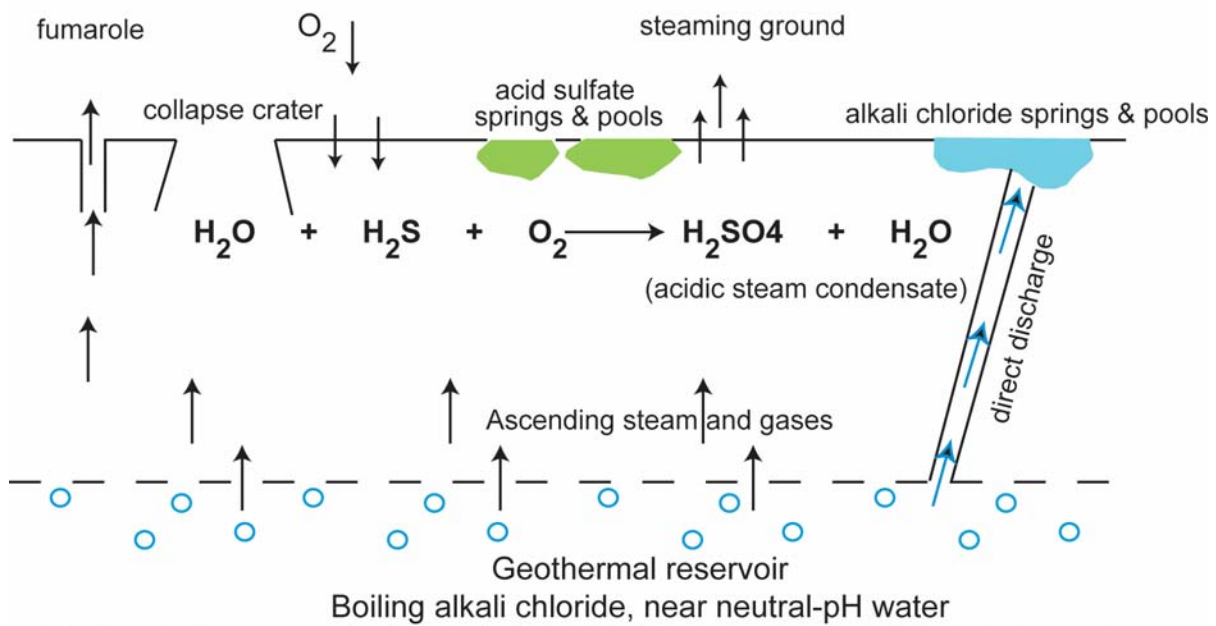 fumarole
O₂
steaming ground
collapse crater
acid sulfate
springs & pools
alkali chloride springs & pools
H₂O + H₂S + O₂ → H₂SO4 + H₂O
(acidic steam condensate)
direct discharge
Ascending steam and gases
Geothermal reservoir
Boiling alkali chloride, near neutral-pH water